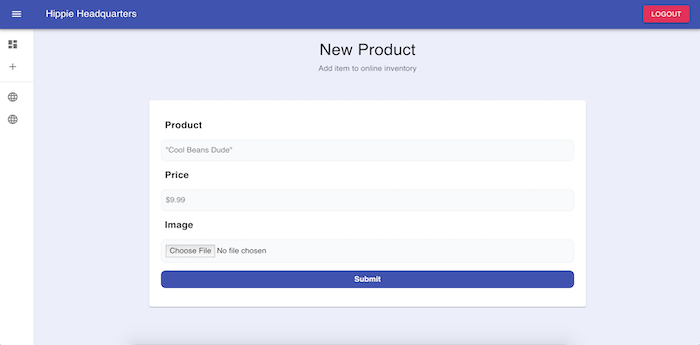 Hippie Headquarters
LOGOUT
New Product
Add item to online inventory
Product
"Cool Beans Dude"
Price
$9.99
Image
Choose File No file chosen
Submit